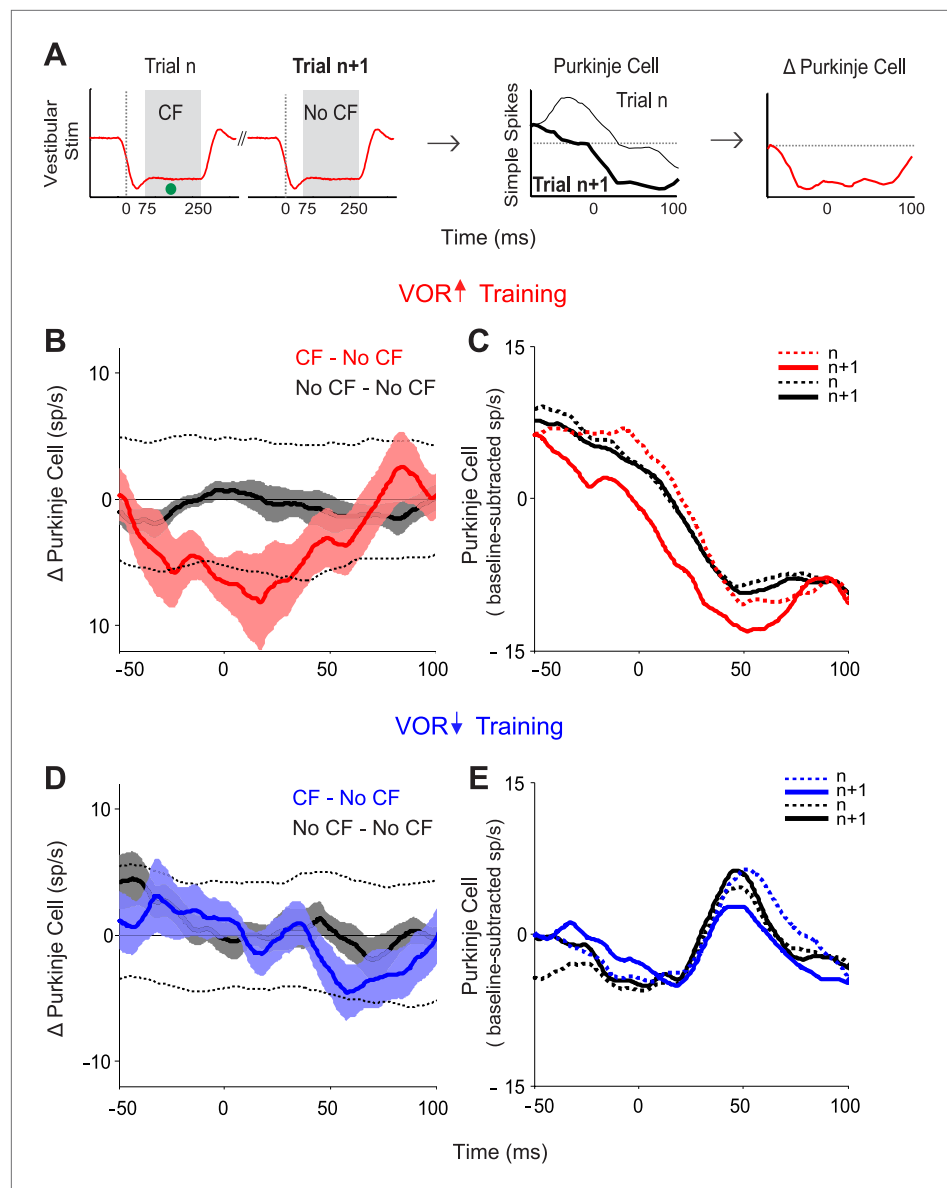 A
Trial n
Trial n+1
Purkinje Cell
Δ Purkinje Cell
Vestibular
Stim
CF
//
No CF
→
Simple Spikes
Trial n
Trial n+1
→
0 75 250
0 75 250
0 100
0 100
Time (ms)
VOR↑ Training
B
CF - No CF
No CF - No CF
Δ Purkinje Cell (sp/s)
10
0
10
−50 0 50 100
C
n
n+1
n
n+1
Purkinje Cell
( baseline-subtracted sp/s)
15
0
- 15
−50 0 50 100
VOR↓ Training
D
CF - No CF
No CF - No CF
Δ Purkinje Cell (sp/s)
10
0
−10
−50 0 50 100
E
n
n+1
n
n+1
Purkinje Cell
( baseline-subtracted sp/s)
15
0
− 15
−50 0 50 100
Time (ms)